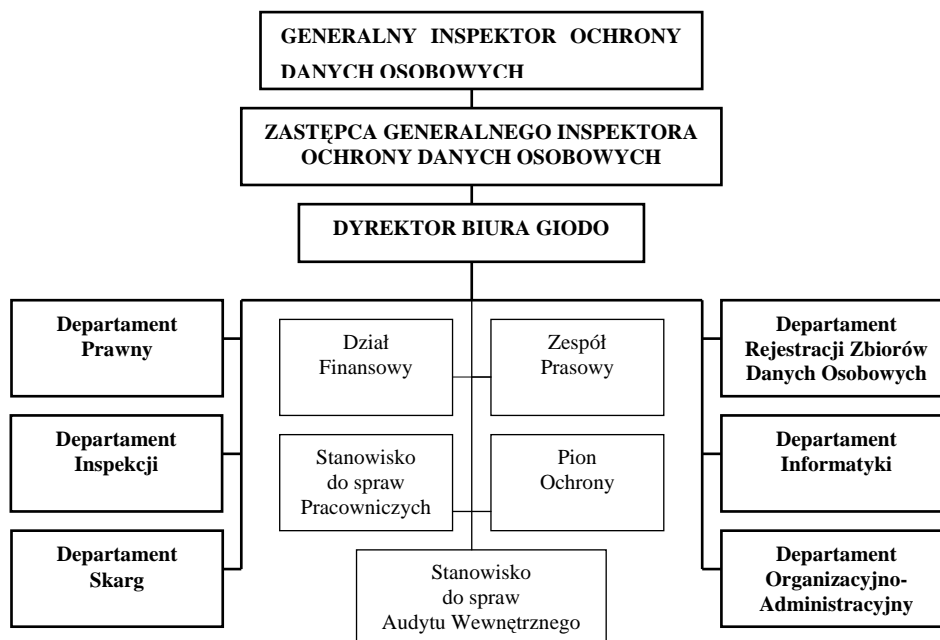 GENERALNY INSPEKTOR OCHRONY
DANYCH OSOBOWYCH
ZASTĘPCA GENERALNEGO INSPEKTORA
OCHRONY DANYCH OSOBOWYCH
DYREKTOR BIURA GIODO
Departament
Prawny
Dział
Finansowy
Zespół
Prasowy
Departament
Rejestracji Zbiorów
Danych Osobowych
Departament
Inspekcji
Stanowisko
do spraw
Pracowniczych
Pion
Ochrony
Departament
Informatyki
Departament
Skarg
Stanowisko
do spraw
Audytu Wewnętrznego
Departament
Organizacyjno-
Administracyjny